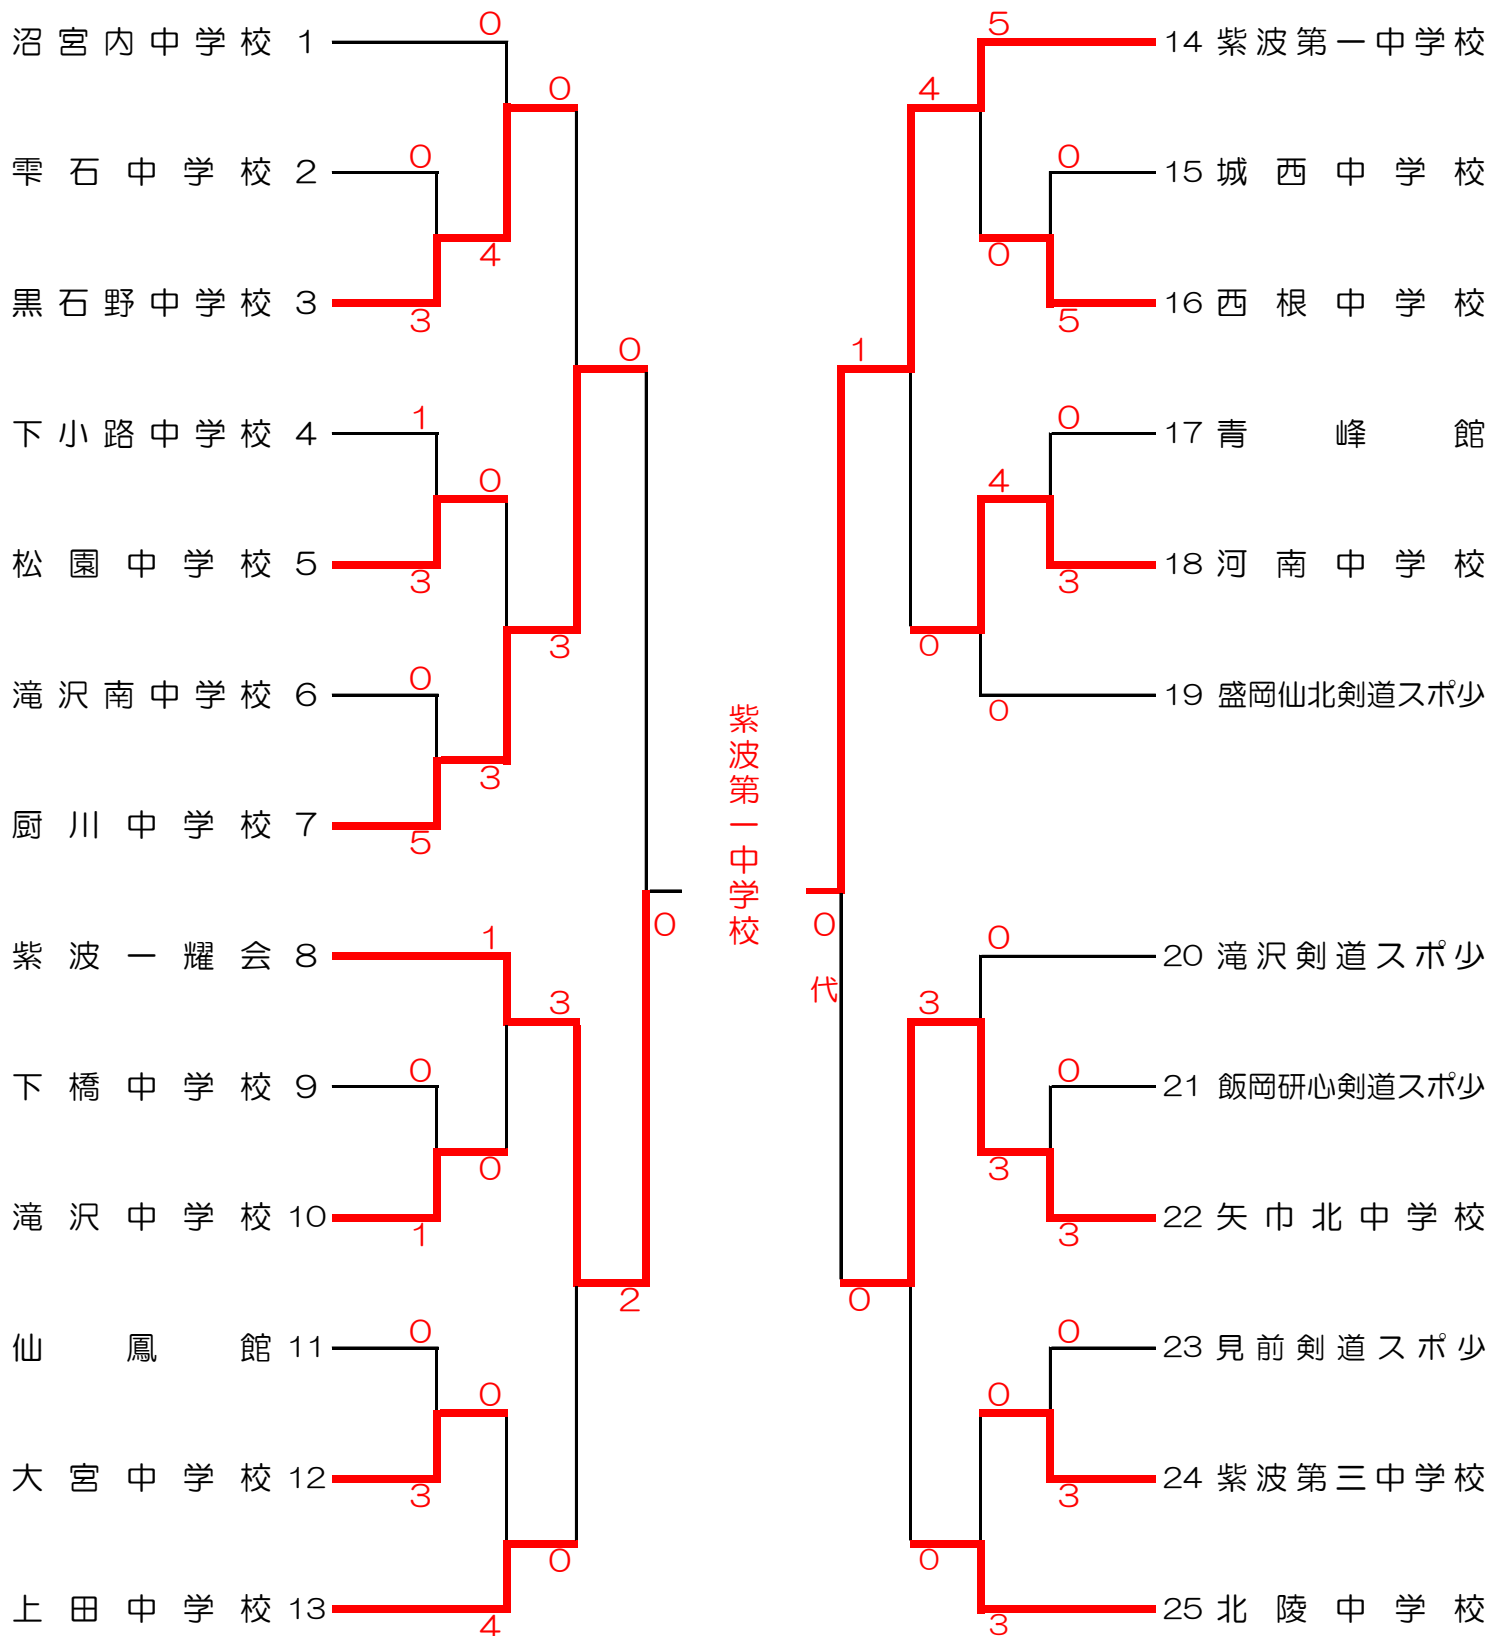 沼宮内中学校 1
0
0
雫石中学校 2
0
4
黒石野中学校 3
3
0
下小路中学校 4
1
0
松園中学校 5
3
3
滝沢南中学校 6
0
3
厨川中学校 7
5
0
紫波一耀会 8
1
3
下橋中学校 9
0
0
滝沢中学校 10
1
2
仙鳳館 11
0
0
大宮中学校 12
3
0
上田中学校 13
4
紫波第一中学校
5
14 紫波第一中学校
4
0
15 城西中学校
0
16 西根中学校
5
1
0
17 青峰館
4
18 河南中学校
3
0
19 盛岡仙北剣道スポ少
0
0
代
0
20 滝沢剣道スポ少
3
0
21 飯岡研心剣道スポ少
3
22 矢巾北中学校
3
0
0
23 見前剣道スポ少
0
24 紫波第三中学校
3
0
25 北陵中学校
3